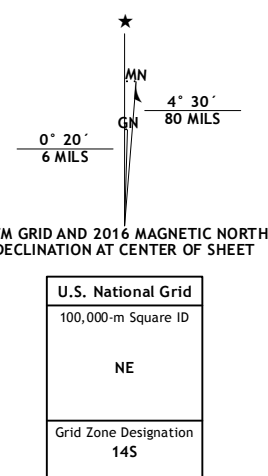 ★
MN
4° 30´
80 MILS
GN
0° 20´
6 MILS
M GRID AND 2016 MAGNETIC NORTH
DECLINATION AT CENTER OF SHEET
U.S. National Grid
100,000-m Square ID
NE
Grid Zone Designation
14S